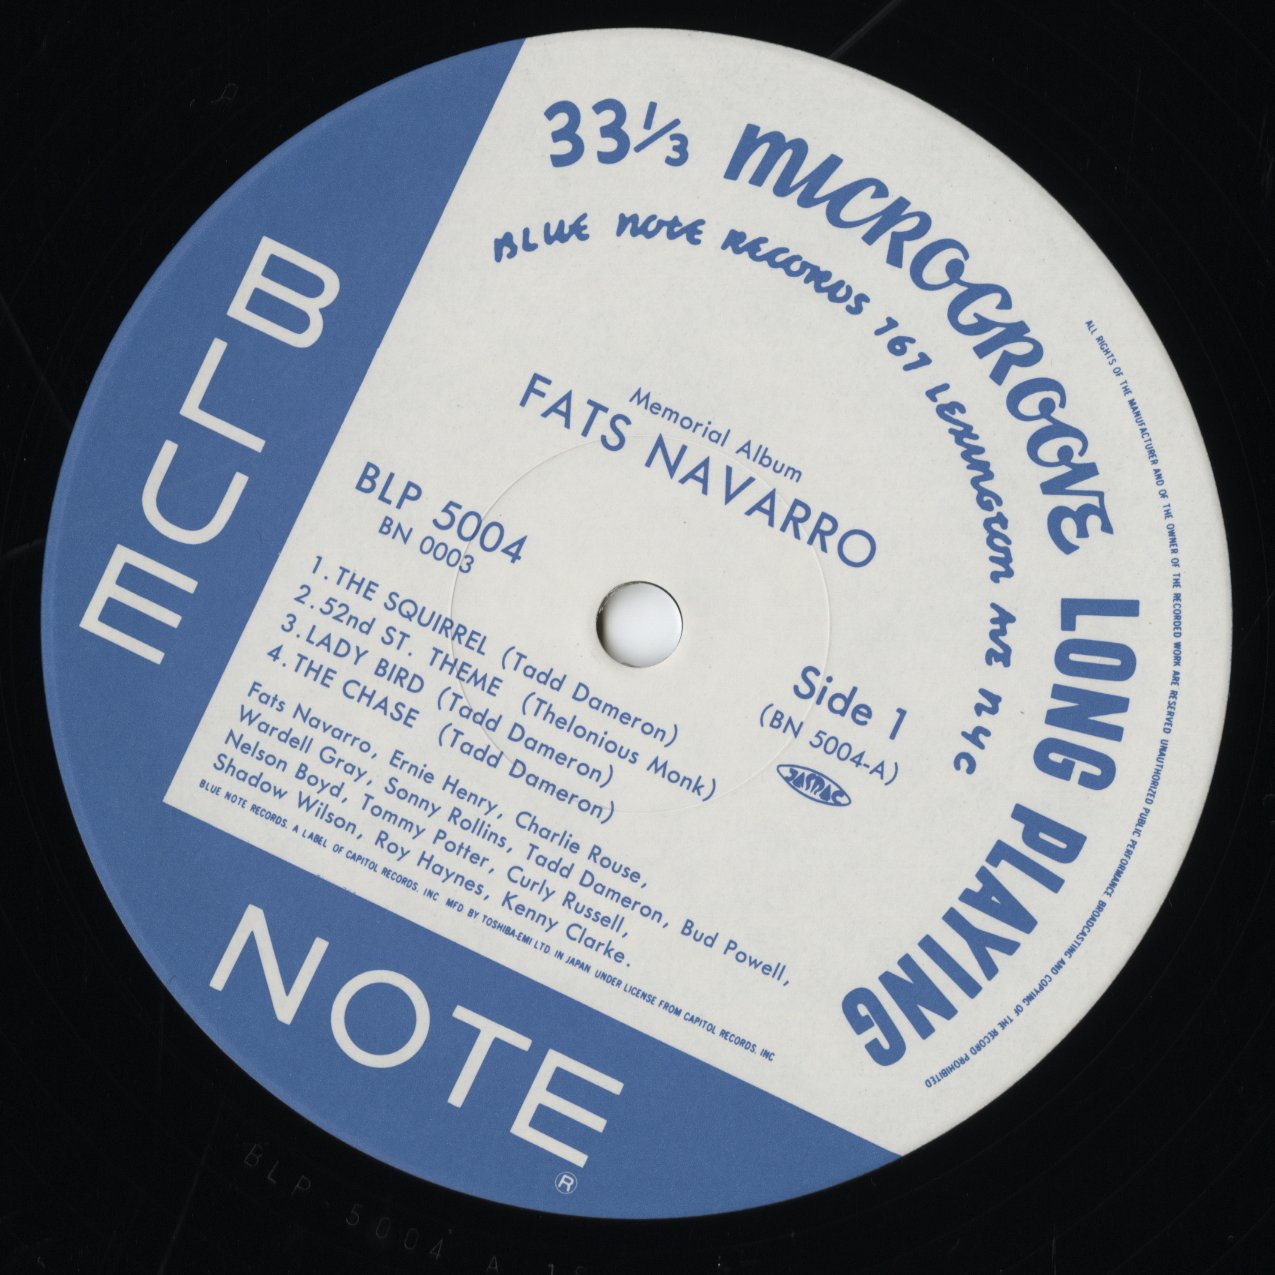 33⅓ MICROGROOVE LONG PLAYING
BLUE NOTE RECORDS 767 LEXINGTON AVE NYC
Memorial Album
FATS NAVARRO
BLP 5004
BN 0003
1. THE SQUIRREL (Tadd Dameron)
2. 52nd ST. THEME (Thelonious Monk)
3. LADY BIRD (Tadd Dameron)
4. THE CHASE (Tadd Dameron)
Side 1
(BN 5004-A)
JASRAC
Fats Navarro, Ernie Henry, Charlie Rouse,
Wardell Gray, Sonny Rollins, Tadd Dameron, Bud Powell,
Nelson Boyd, Tommy Potter, Curly Russell,
Shadow Wilson, Roy Haynes, Kenny Clarke.
BLUE NOTE RECORDS. A LABEL OF CAPITOL RECORDS. INC MFD BY TOSHIBA-EMI LTD. IN JAPAN UNDER LICENSE FROM CAPITOL RECORDS. INC
ALL RIGHTS OF THE MANUFACTURER AND OF THE OWNER OF THE RECORDED WORK ARE RESERVED UNAUTHORIZED PUBLIC PERFORMANCE BROADCASTING AND COPYING OF THE RECORD PROHIBITED
BLUE
NOTE
®
BLP-5004 A